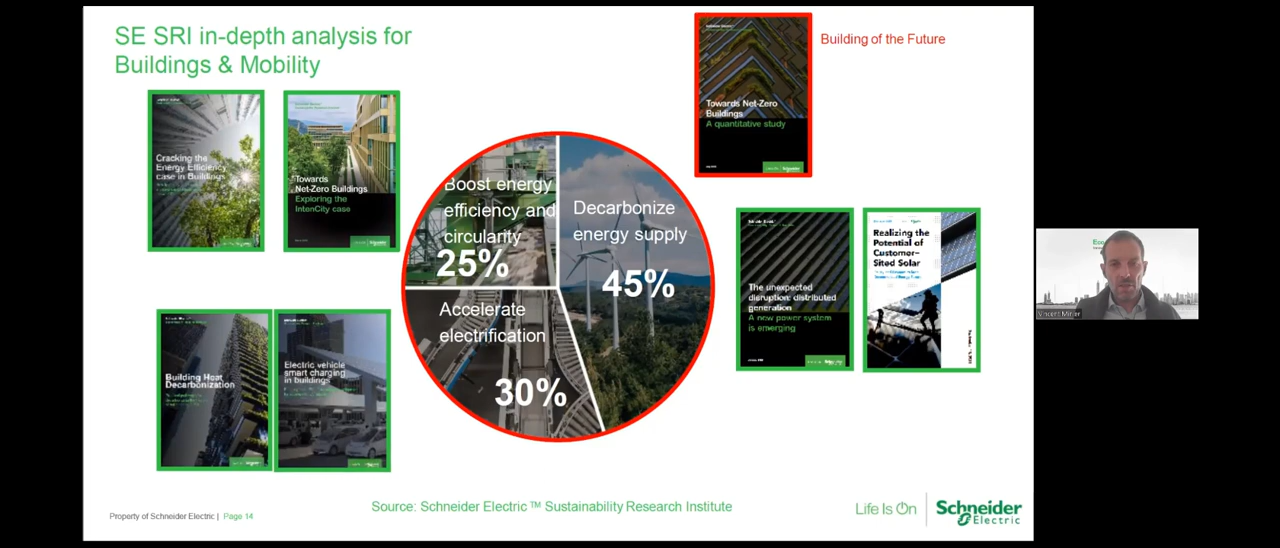 SE SRI in-depth analysis for
Buildings & Mobility
Building of the Future
Towards Net-Zero
Buildings
A quantitative study
Cracking the
Energy Efficiency
case in Buildings
Towards
Net-Zero Buildings
Exploring the
IntenCity case
Boost energy
efficiency and
circularity
25%
Decarbonize
energy supply
45%
Accelerate
electrification
30%
The unexpected
disruption: distributed
generation
A new power system
is emerging
Realizing the
Potential of
Customer-
Sited Solar
Building Heat
Decarbonization
Electric vehicle
smart charging
in buildings
Vincent Minier
Source: Schneider Electric™ Sustainability Research Institute
Property of Schneider Electric | Page 14
Life Is On
Schneider
Electric